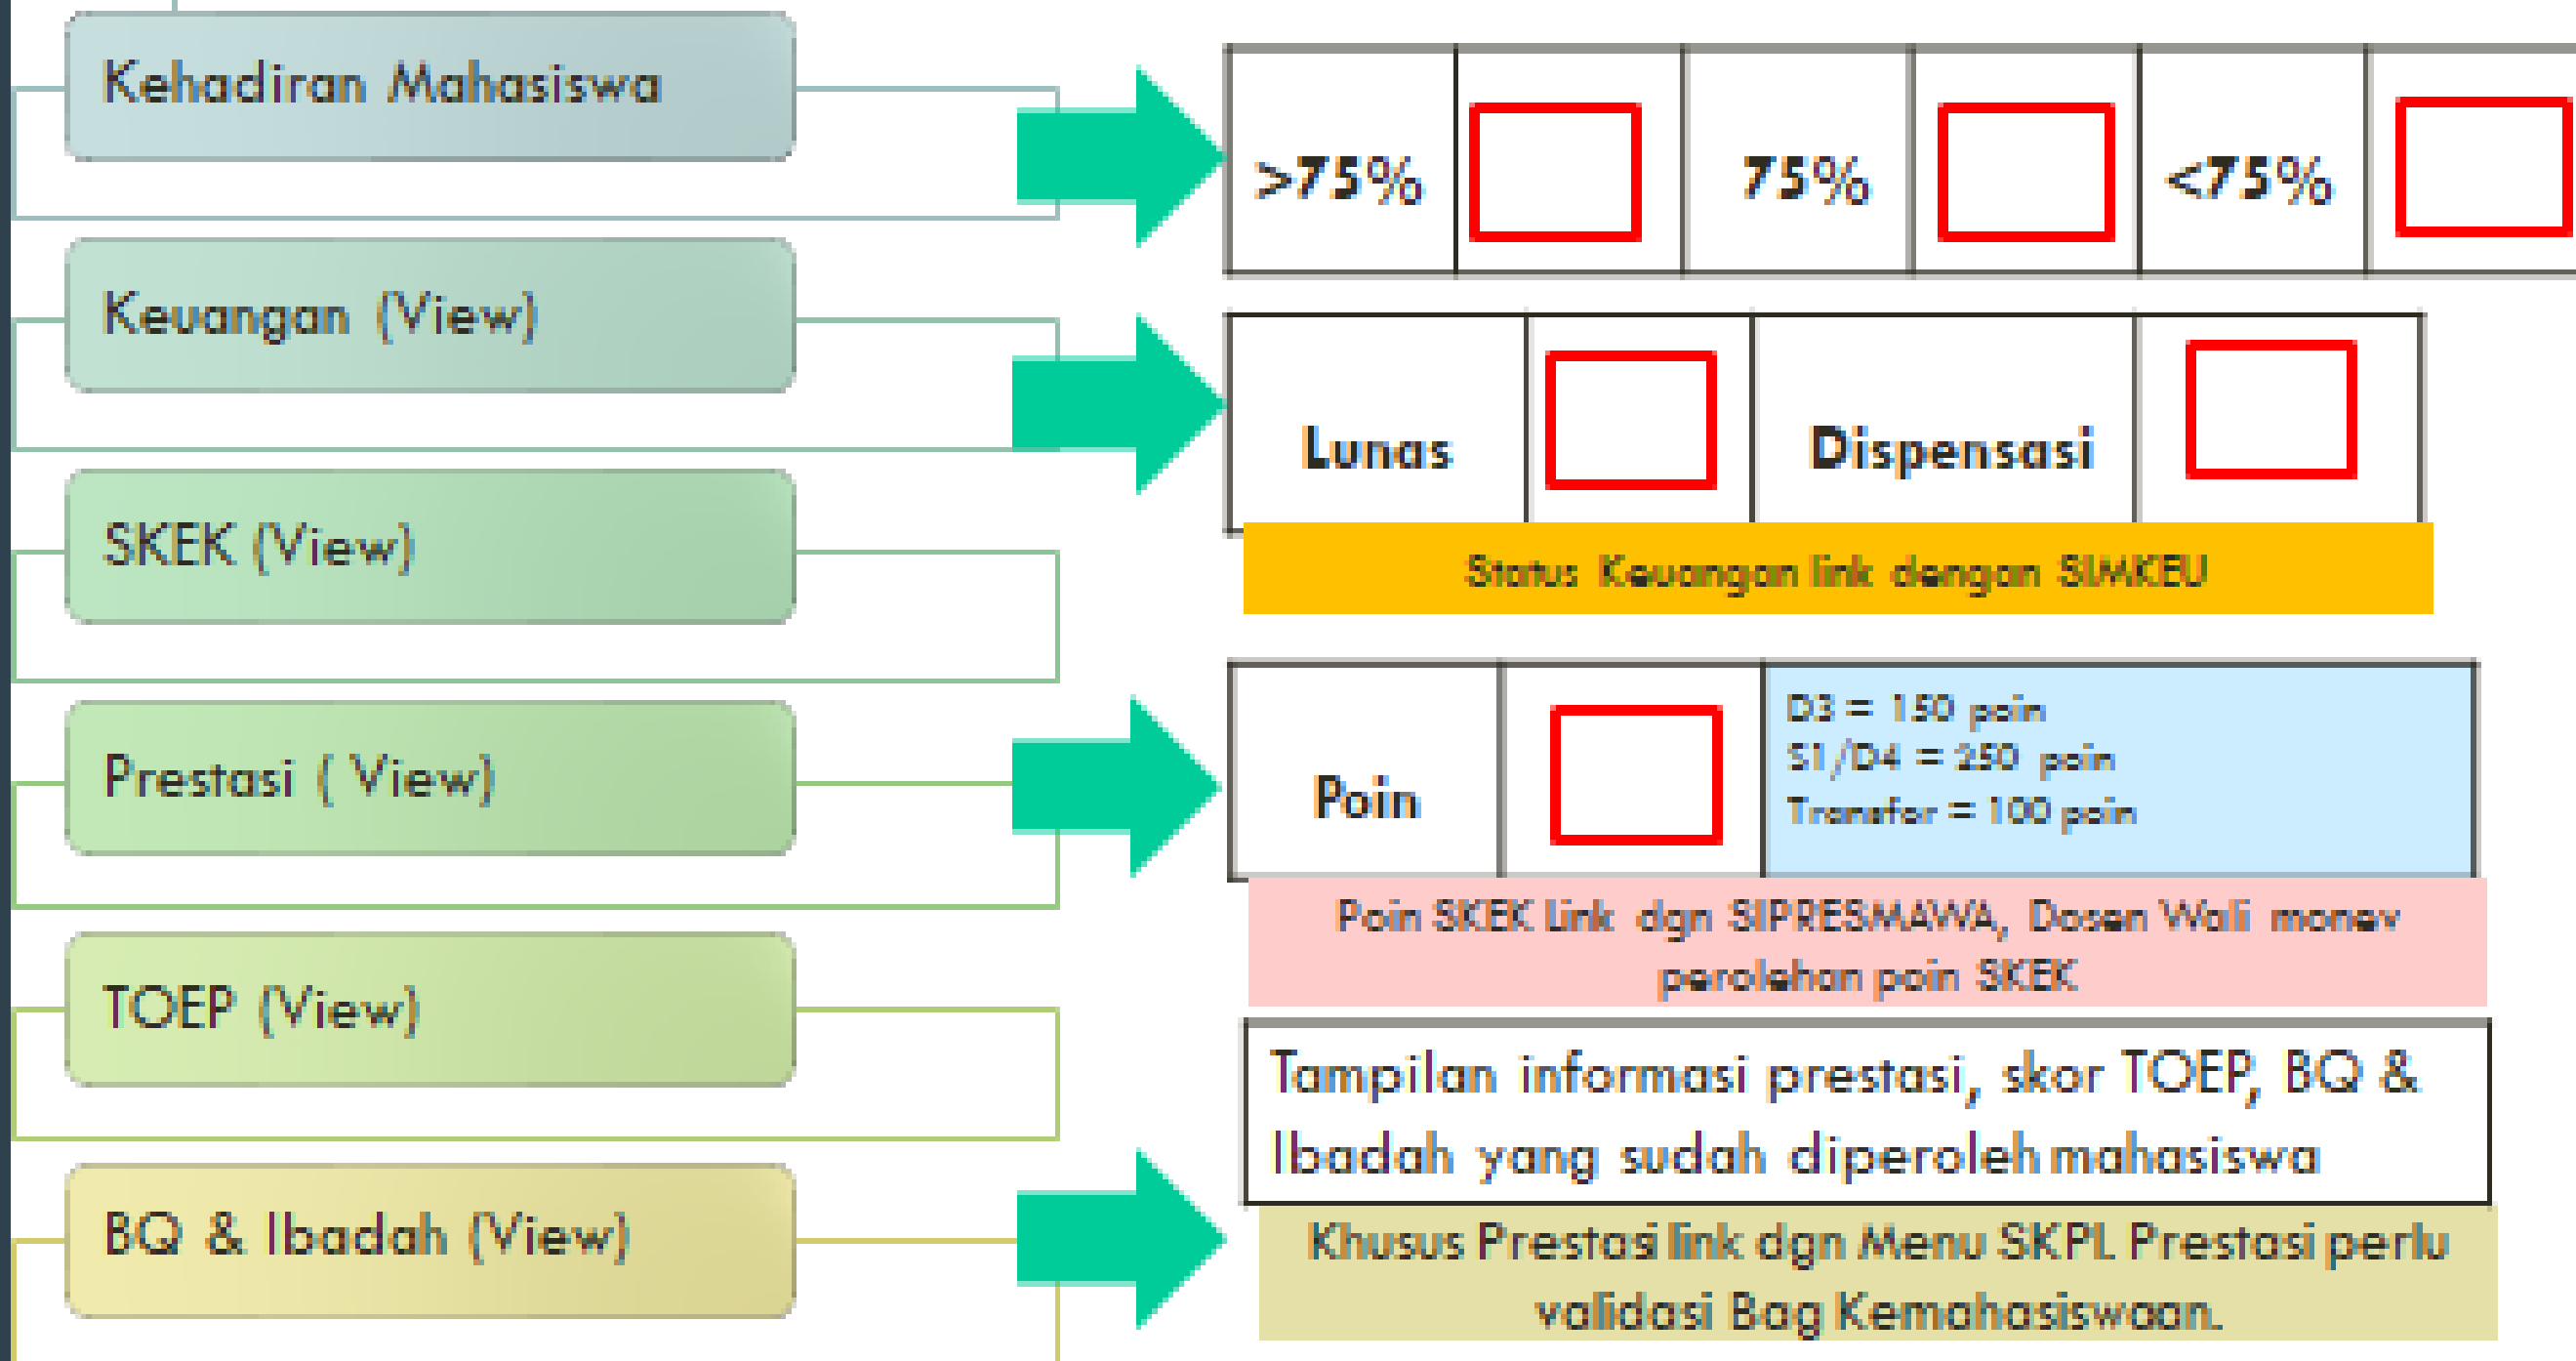 Kehadiran Mahasiswa
>75%
75%
<75%
Keuangan (View)
Lunas
Dispensasi
Status Keuangan link dengan SIMKEU
SKEK (View)
Prestasi ( View)
Poin
D3 = 150 poin
S1/D4 = 250 poin
Transfer = 100 poin
Poin SKEK Link dgn SIPRESMAWA, Dosen Wali monev
perolehan poin SKEK
TOEP (View)
Tampilan informasi prestasi, skor TOEP, BQ &
Ibadah yang sudah diperoleh mahasiswa
BQ & Ibadah (View)
Khusus Prestasi link dgn Menu SKPL Prestasi perlu
validasi Bag Kemahasiswaan.